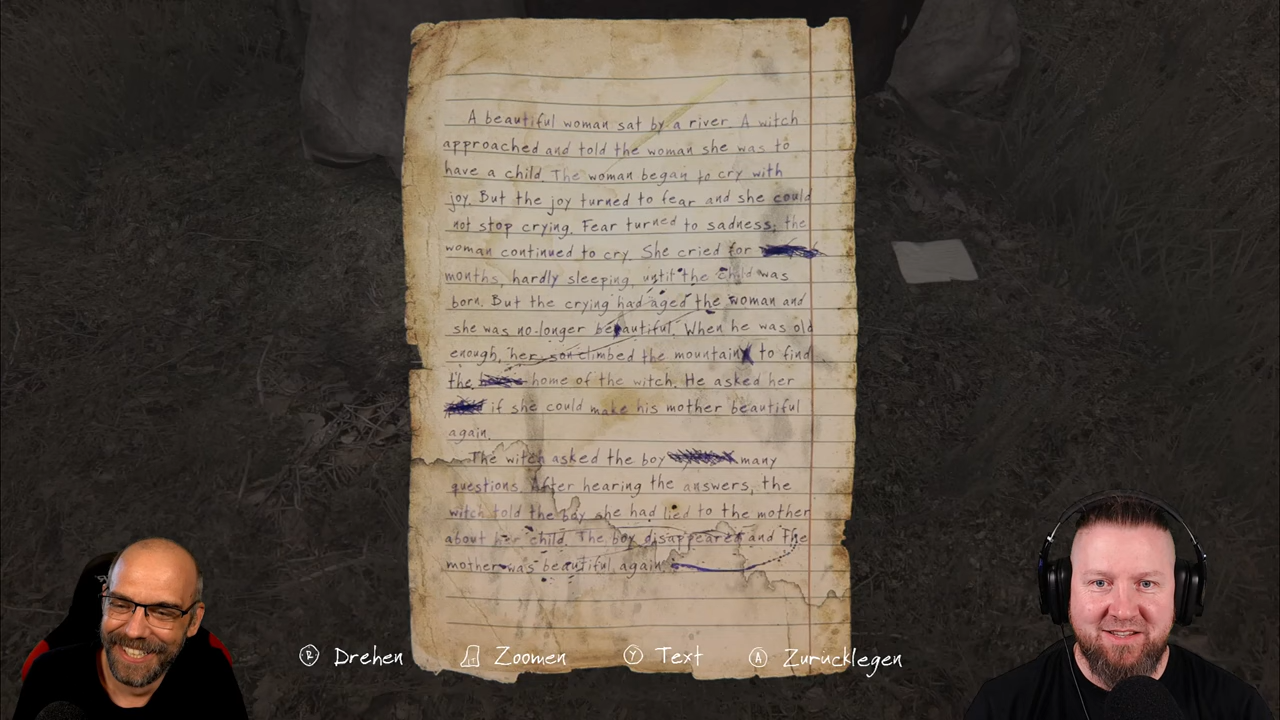 A beautiful woman sat by a river. A witch
approached and told the woman she was to
have a child. The woman began to cry with
joy. But the joy turned to fear and she could
not stop crying. Fear turned to sadness; the
woman continued to cry. She cried for
months, hardly sleeping, until the child was
born. But the crying had aged the woman and
she was no-longer beautiful. When he was old
enough, her son climbed the mountain to find
the home of the witch. He asked her
if she could make his mother beautiful
again.
The witch asked the boy many
questions. After hearing the answers, the
witch told the boy she had lied to the mother
about her child. The boy disappeared and the
mother was beautiful again.
R Drehen Zoomen Y Text A Zurücklegen